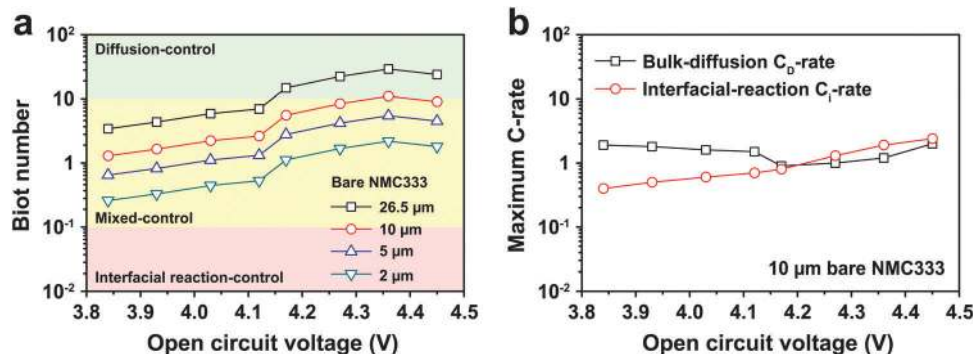 a
Biot number
10²
10
1
10⁻¹
10⁻²
Diffusion-control
Mixed-control
Interfacial reaction-control
Bare NMC333
26.5 µm
10 µm
5 µm
2 µm
3.8 3.9 4.0 4.1 4.2 4.3 4.4 4.5
Open circuit voltage (V)
b
Maximum C-rate
10²
10
1
10⁻¹
10⁻²
Bulk-diffusion C_D-rate
Interfacial-reaction C_i-rate
10 µm bare NMC333
3.8 3.9 4.0 4.1 4.2 4.3 4.4 4.5
Open circuit voltage (V)